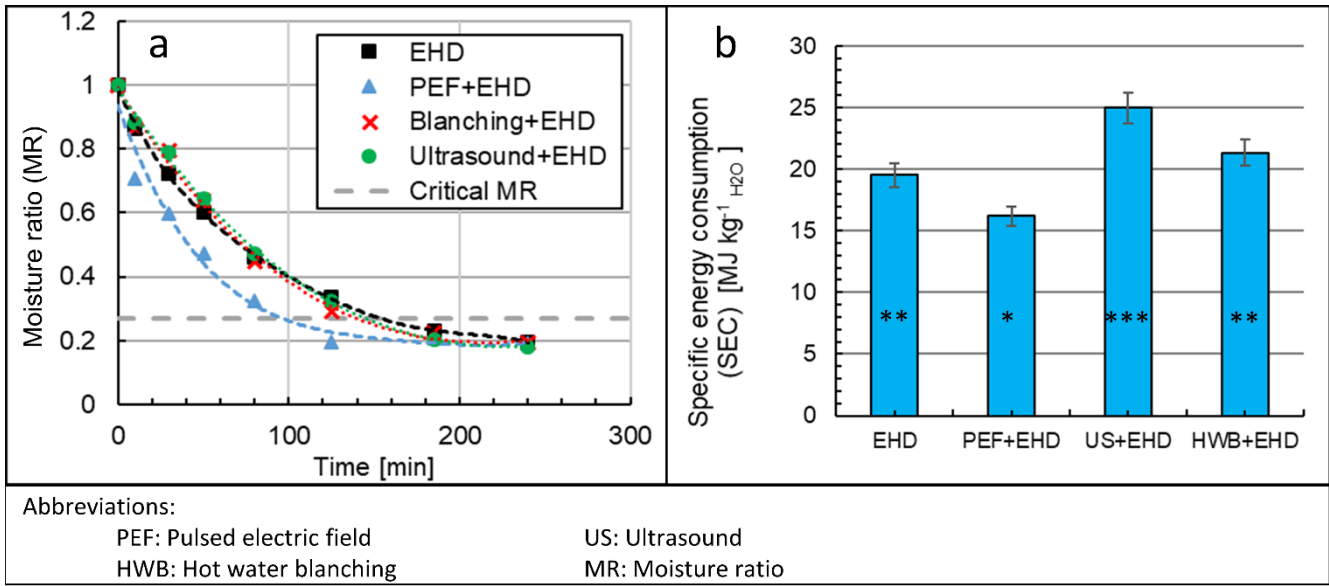 a
Moisture ratio (MR)
1.2
1
0.8
0.6
0.4
0.2
0
0
100
200
300
Time [min]
EHD
PEF+EHD
Blanching+EHD
Ultrasound+EHD
Critical MR
b
Specific energy consumption
(SEC) [MJ kg-1 H2O ]
30
25
20
15
10
5
0
**
*
***
**
EHD
PEF+EHD
US+EHD
HWB+EHD
Abbreviations:
PEF: Pulsed electric field
US: Ultrasound
HWB: Hot water blanching
MR: Moisture ratio